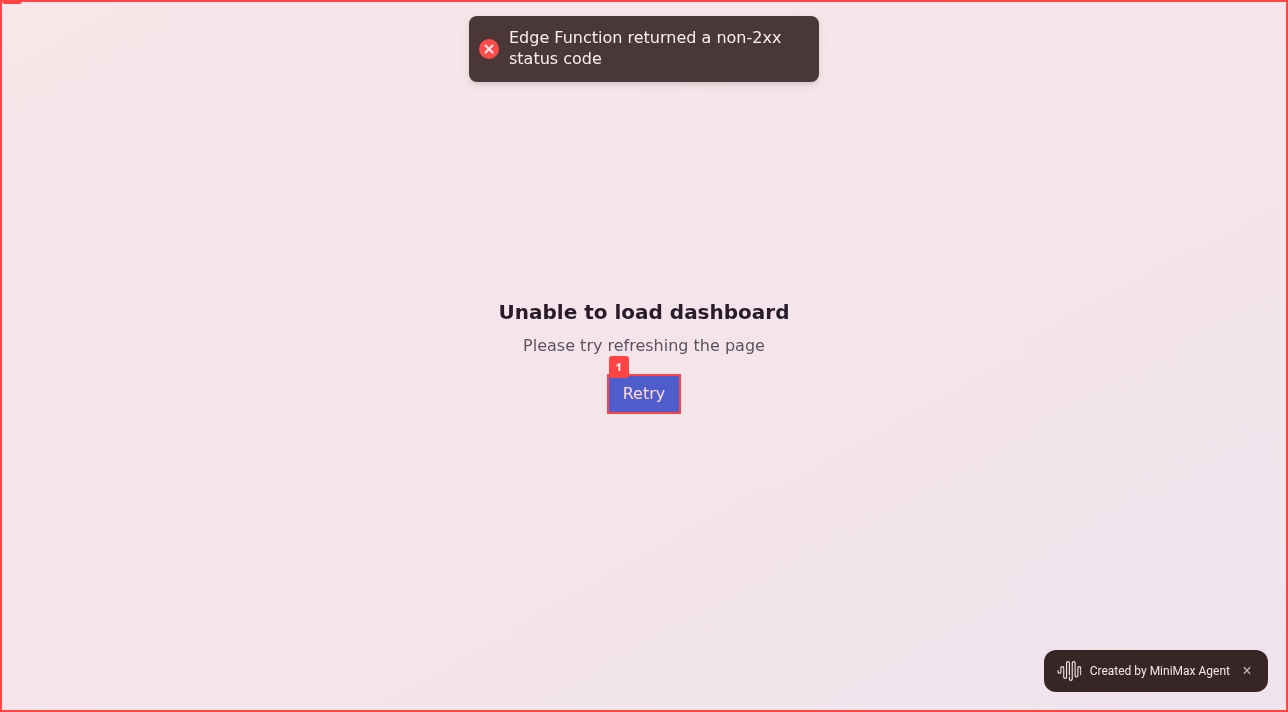 Edge Function returned a non-2xx
status code
Unable to load dashboard
Please try refreshing the page
1
Retry
Created by MiniMax Agent ×